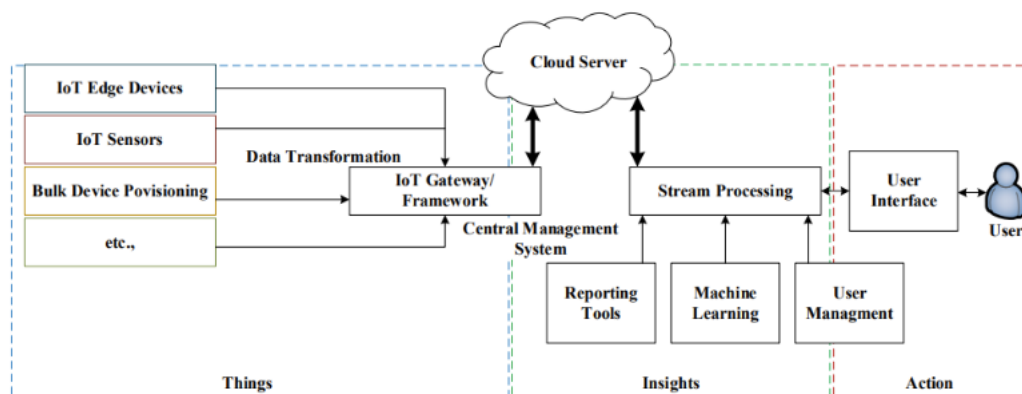 Cloud Server
IoT Edge Devices
IoT Sensors
Data Transformation
Bulk Device Povisioning
etc.,
IoT Gateway/
Framework
Central Management
System
Stream Processing
User
Interface
User
Reporting
Tools
Machine
Learning
User
Managment
Things
Insights
Action